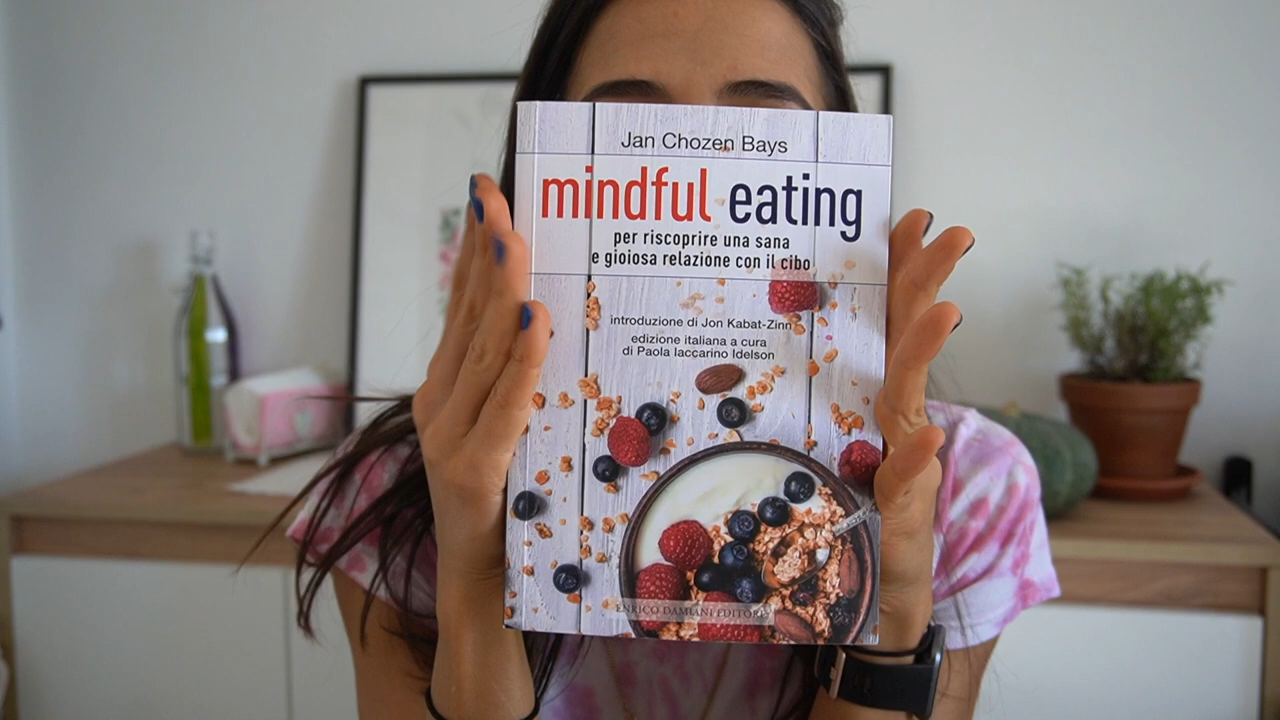 Jan Chozen Bays
mindful eating
per riscoprire una sana
e gioiosa relazione con il cibo
introduzione di Jon Kabat-Zinn
edizione italiana a cura
di Paola Iaccarino Idelson
ENRICO DAMIANI EDITORE